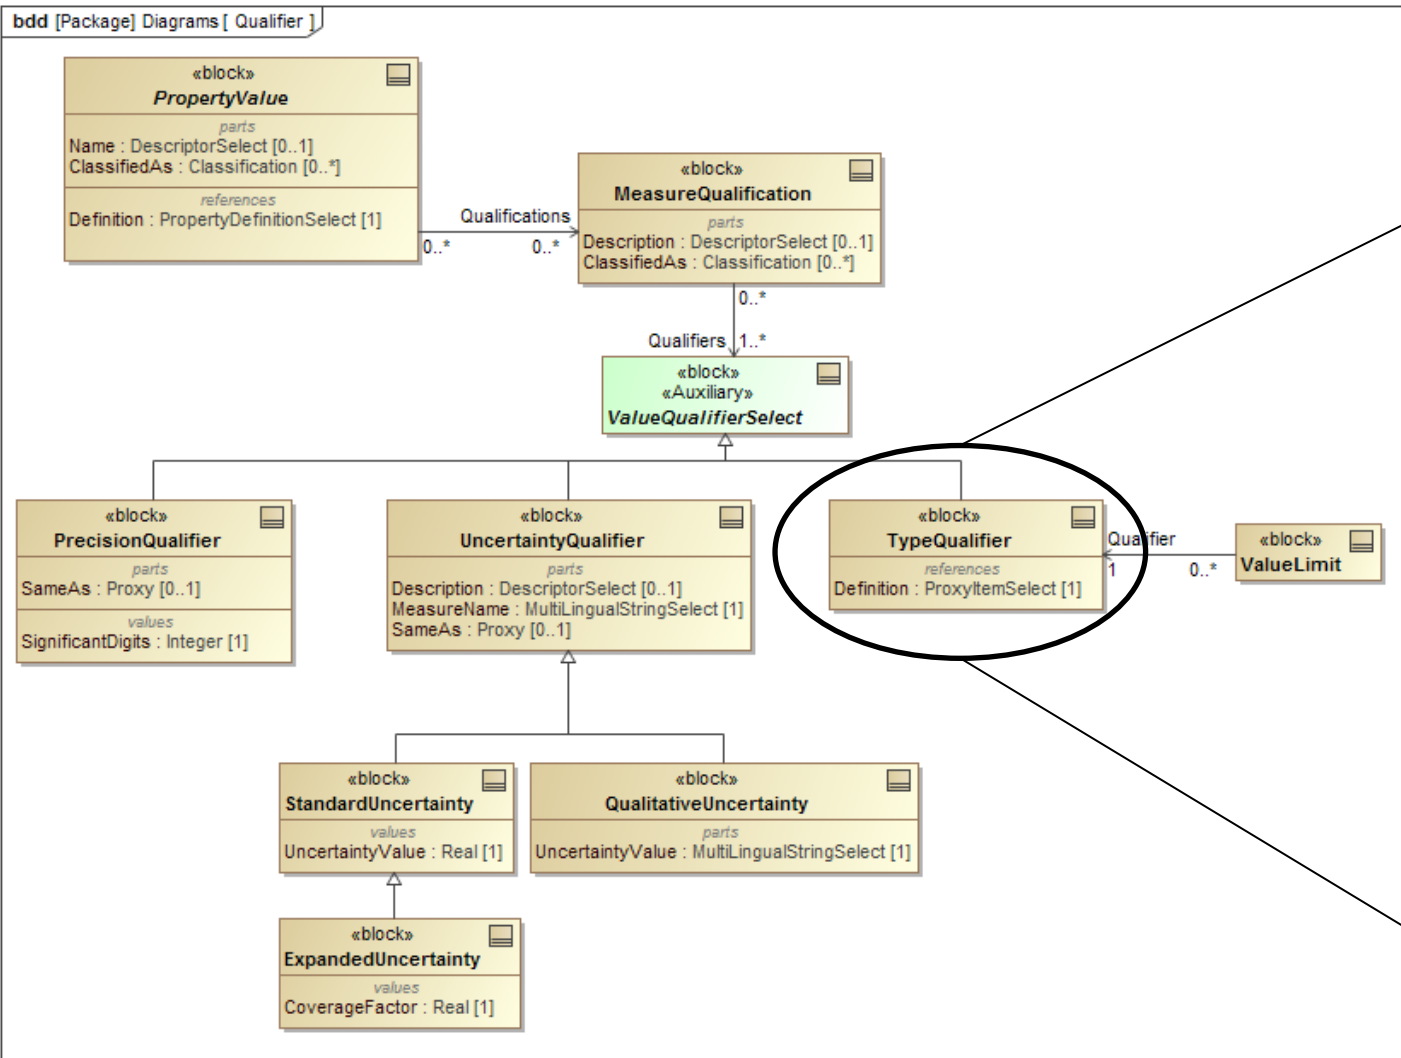 bdd [Package] Diagrams [ Qualifier ]
«block»
PropertyValue
parts
Name : DescriptorSelect [0..1]
ClassifiedAs : Classification [0..*]
references
Definition : PropertyDefinitionSelect [1]
Qualifications
0..*
0..*
«block»
MeasureQualification
parts
Description : DescriptorSelect [0..1]
ClassifiedAs : Classification [0..*]
0..*
Qualifiers
1..*
«block»
«Auxiliary»
ValueQualifierSelect
«block»
PrecisionQualifier
parts
SameAs : Proxy [0..1]
values
SignificantDigits : Integer [1]
«block»
UncertaintyQualifier
parts
Description : DescriptorSelect [0..1]
MeasureName : MultiLingualStringSelect [1]
SameAs : Proxy [0..1]
«block»
TypeQualifier
references
Definition : ProxyItemSelect [1]
Qualifier
1
0..*
«block»
ValueLimit
«block»
StandardUncertainty
values
UncertaintyValue : Real [1]
«block»
QualitativeUncertainty
parts
UncertaintyValue : MultiLingualStringSelect [1]
«block»
ExpandedUncertainty
values
CoverageFactor : Real [1]